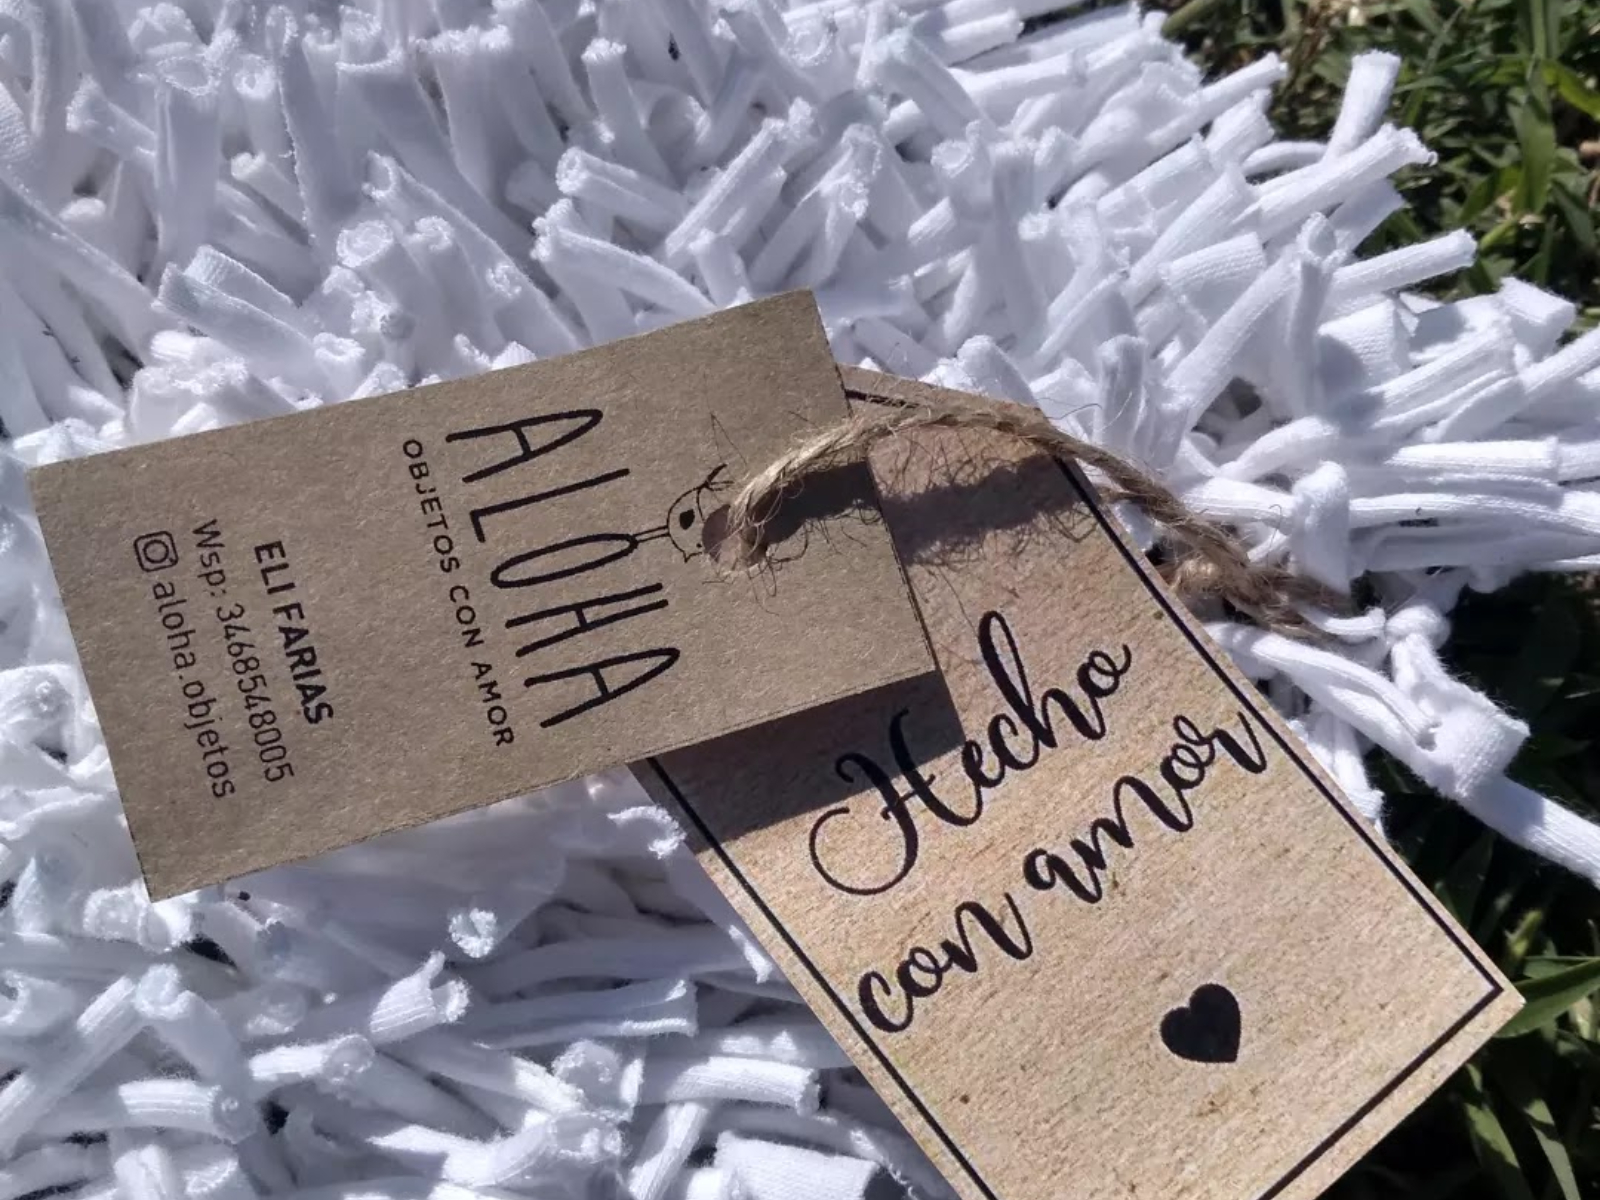 ALOHA
OBJETOS CON AMOR
ELI FARIAS
Wsp: 3468548005
aloha.objetos
Hecho
con amor